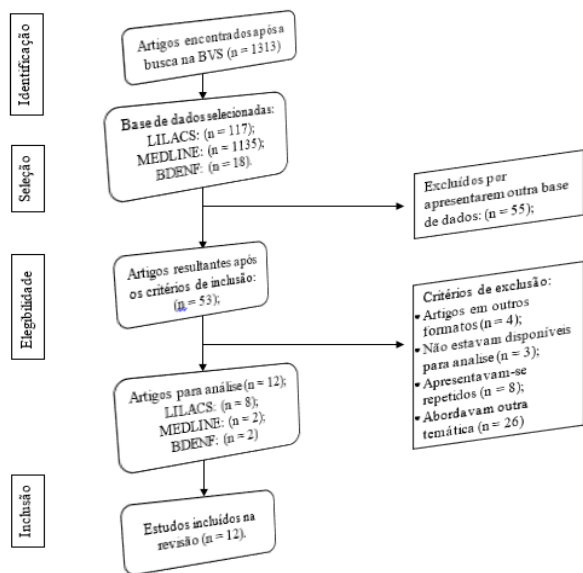 Identificação
Artigos encontrados após a
busca na BVS (n = 1313)
Base de dados selecionadas:
LILACS: (n = 117);
MEDLINE: (n = 1135);
BDENF: (n = 18).
Seleção
Excluídos por
apresentarem outra base
de dados: (n = 55);
Elegibilidade
Artigos resultantes após
os critérios de inclusão:
(n = 53);
Critérios de exclusão:
• Artigos em outros
formatos (n = 4);
• Não estavam disponíveis
para analise (n = 3);
• Apresentavam-se
repetidos (n = 8);
• Abordavam outra
temática (n = 26)
Artigos para análise (n = 12);
LILACS: (n = 8);
MEDLINE: (n = 2);
BDENF: (n = 2)
Inclusão
Estudos incluídos na
revisão (n = 12).